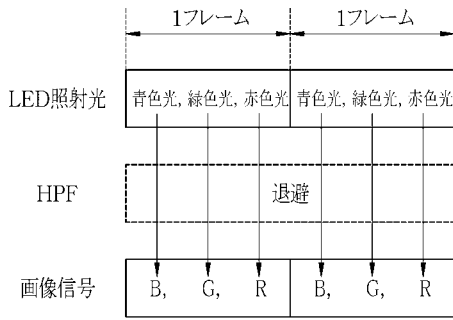 1フレーム 1フレーム
LED照射光 青色光, 緑色光, 赤色光 青色光, 緑色光, 赤色光
HPF 退避
画像信号 B, G, R B, G, R